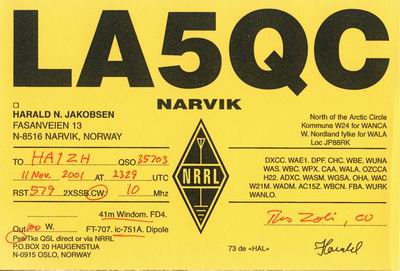 LA5QC
NARVIK
HARALD N. JAKOBSEN
FASANVEIEN 13
N-8516 NARVIK, NORWAY
North of the Arctic Circle
Kommune W24 for WANCA
W. Nordland fylke for WALA
Loc JP88RK
TO HA1ZH QSO 35703
11 Nov. 2001 AT 2329 UTC
RST 579 2XSSB, CW, 10 Mhz
41m Windom. FD4.
Out 100 W. FT-707. ic-751A. Dipole
Pse/Tks QSL direct or via NRRL
P.O.BOX 20 HAUGENSTUA
N-0915 OSLO, NORWAY
NRRL
DXCC. WAE1. DPF. CHC. WBE. WUNA
WAS. WBC. WPX. CAA. WALA. OZCCA
H22. ADXC. WASM. WGSA. OHA. WAC
W21M. WADM. AC15Z. WBCN. FBA. WURK
WANLO.
Tks Zoli, CU
73 de «HAL» Harald